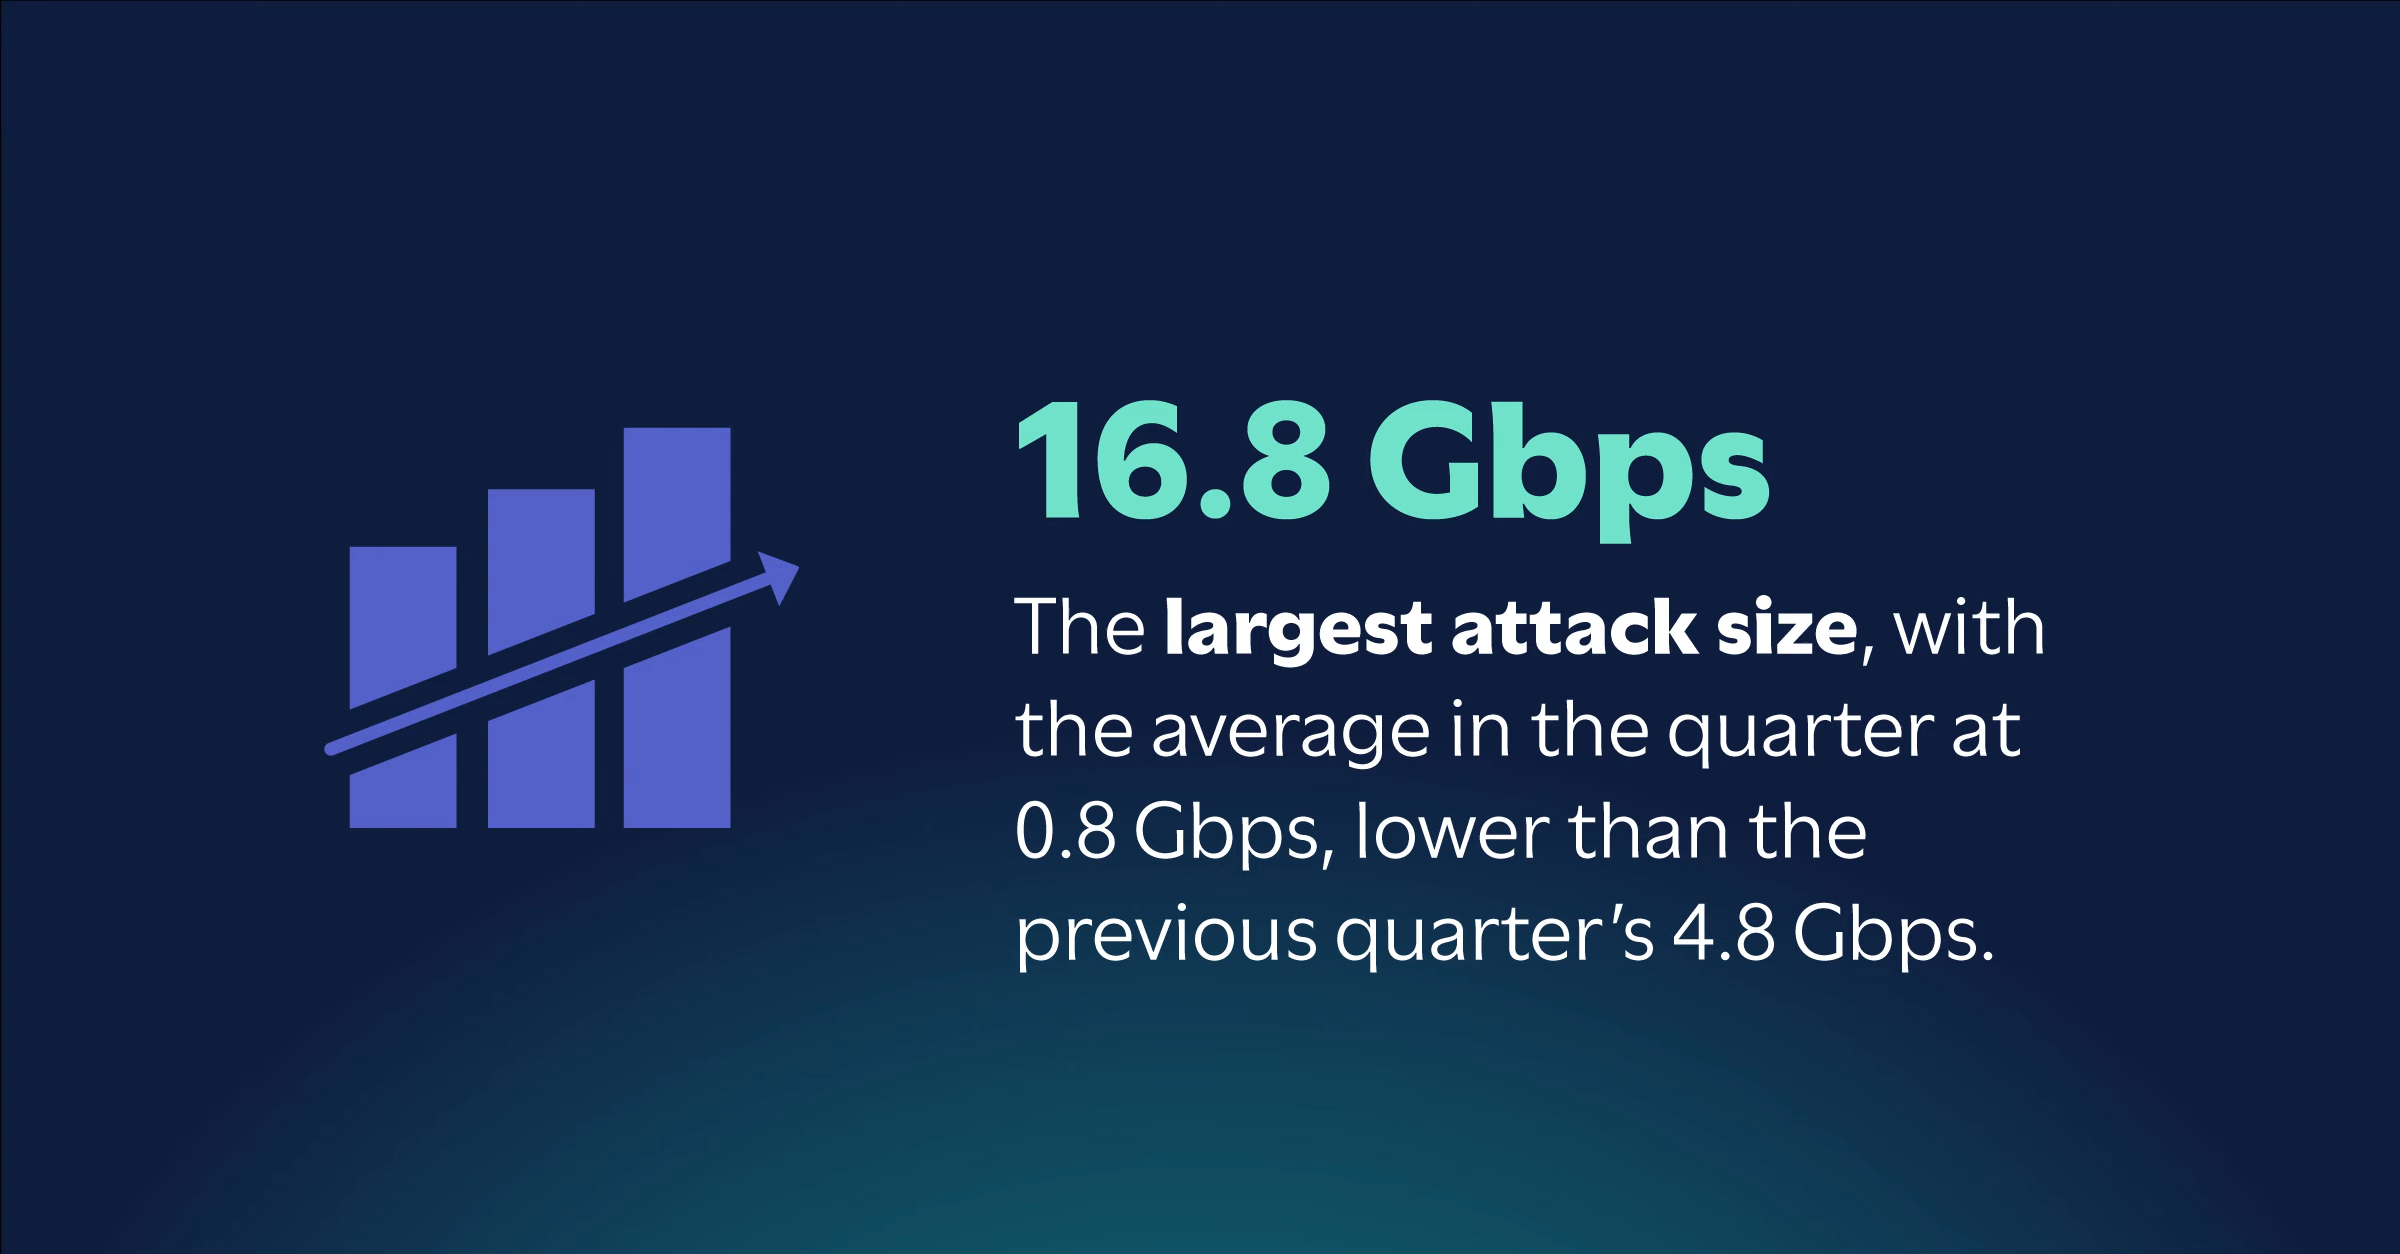 16.8 Gbps
The largest attack size, with
the average in the quarter at
0.8 Gbps, lower than the
previous quarter’s 4.8 Gbps.